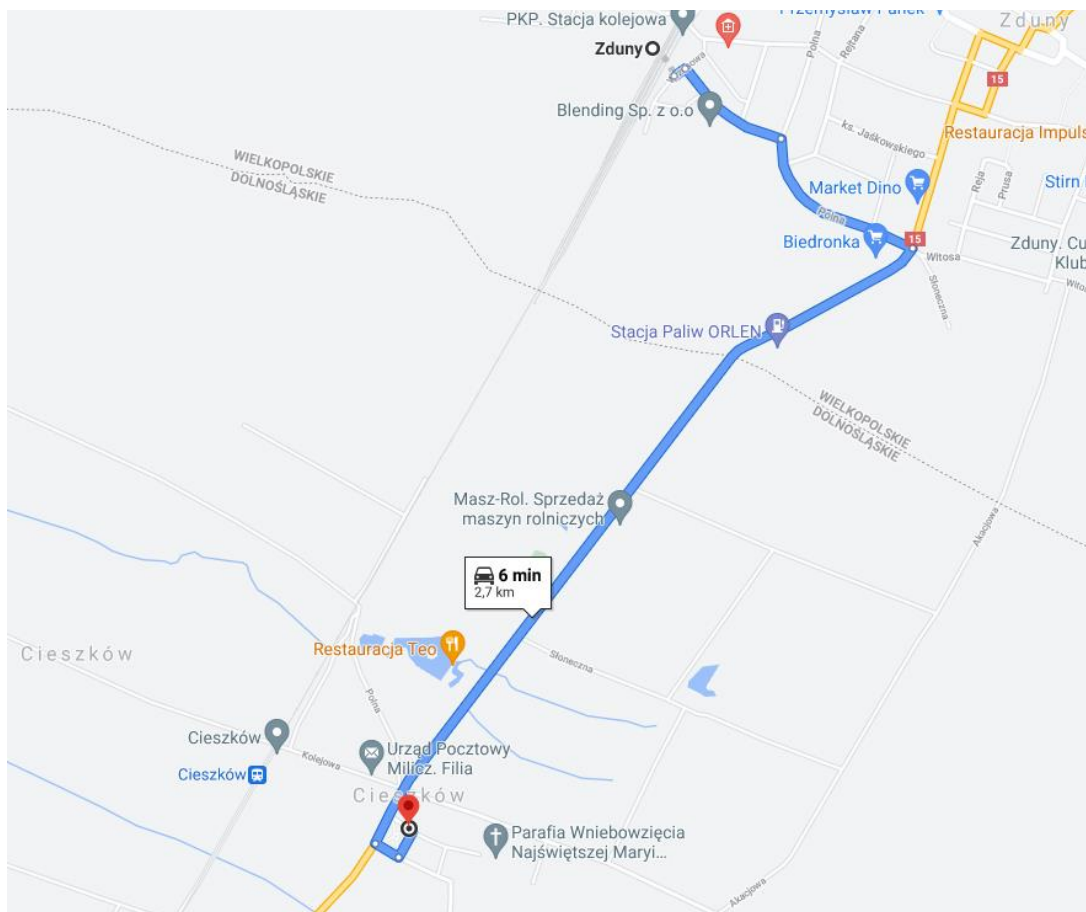 PKP. Stacja kolejowa
Przemysław Panek
Zduny
Zduny
Polna
Rejtana
15
Blending Sp. z o.o
ks. Jaśkowskiego
Restauracja Impuls
WIELKOPOLSKIE
DOLNOŚLĄSKIE
Market Dino
Reja
Prusa
Stirn
Polna
Biedronka
15
Witosa
Zduny. Cu
Klub
Słoneczna
Stacja Paliw ORLEN
WIELKOPOLSKIE
DOLNOŚLĄSKIE
Masz-Rol. Sprzedaż
maszyn rolniczych
Akacjowa
6 min
2,7 km
Restauracja Teo
Cieszków
Słoneczna
Polna
Cieszków
Kolejowa
Urząd Pocztowy
Milicz. Filia
Cieszków
Cieszków
Parafia Wniebowzięcia
Najświętszej Maryi...
Akacjowa